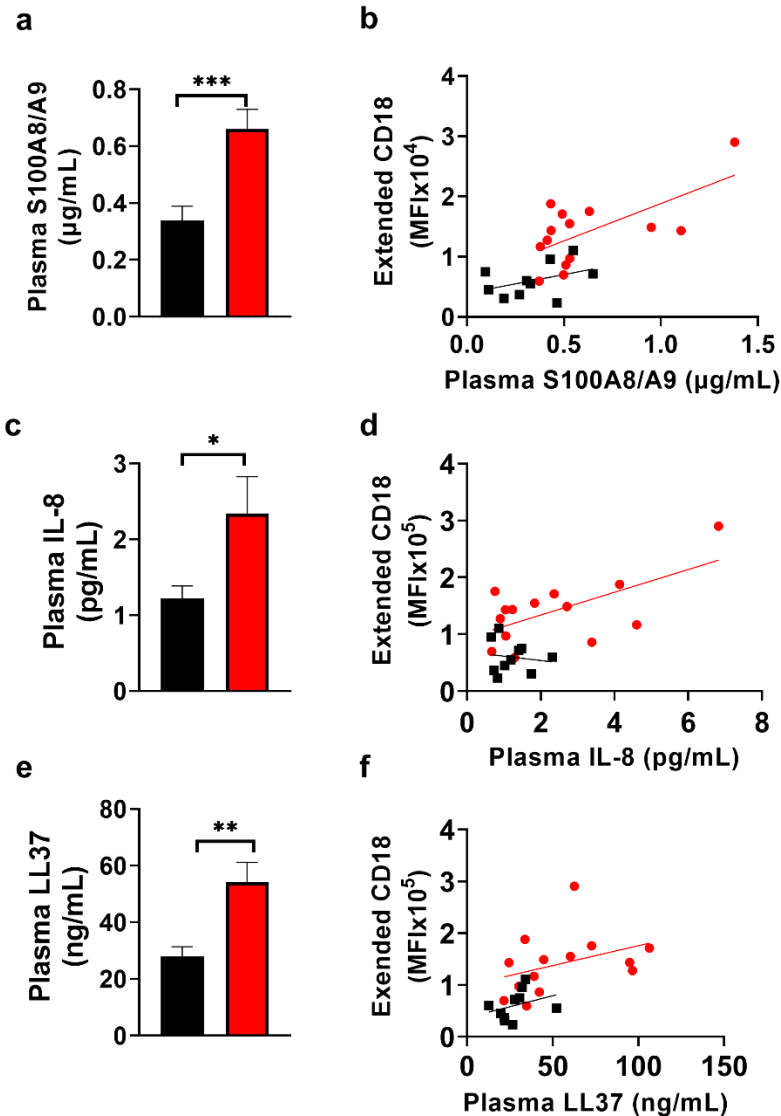 a
Plasma S100A8/A9
(µg/mL)
0.8
0.6
0.4
0.2
0.0
***
b
Extended CD18
(MFIx10⁴)
4
3
2
1
0
0.0 0.5 1.0 1.5
Plasma S100A8/A9 (µg/mL)
c
Plasma IL-8
(pg/mL)
3
2
1
0
*
d
Extended CD18
(MFIx10⁵)
4
3
2
1
0
0 2 4 6 8
Plasma IL-8 (pg/mL)
e
Plasma LL37
(ng/mL)
80
60
40
20
0
**
f
Exended CD18
(MFIx10⁵)
4
3
2
1
0
0 50 100 150
Plasma LL37 (ng/mL)